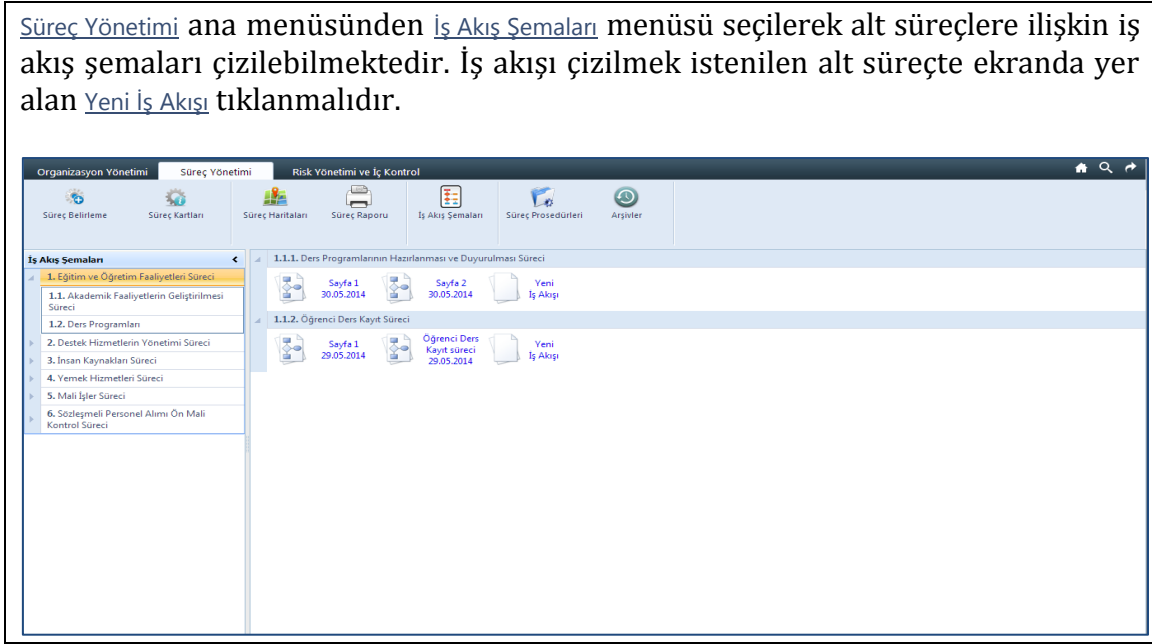 Süreç Yönetimi ana menüsünden İş Akış Şemaları menüsü seçilerek alt süreçlere ilişkin iş
akış şemaları çizilebilmektedir. İş akışı çizilmek istenilen alt süreçte ekranda yer
alan Yeni İş Akışı tıklanmalıdır.
Organizasyon Yönetimi Süreç Yönetimi Risk Yönetimi ve İç Kontrol
Süreç Belirleme Süreç Kartları Süreç Haritaları Süreç Raporu İş Akış Şemaları Süreç Prosedürleri Arşivler
İş Akış Şemaları
1. Eğitim ve Öğretim Faaliyetleri Süreci
1.1. Akademik Faaliyetlerin Geliştirilmesi
Süreci
1.2. Ders Programları
2. Destek Hizmetlerin Yönetimi Süreci
3. İnsan Kaynakları Süreci
4. Yemek Hizmetleri Süreci
5. Mali İşler Süreci
6. Sözleşmeli Personel Alımı Ön Mali
Kontrol Süreci
1.1.1. Ders Programlarının Hazırlanması ve Duyurulması Süreci
Sayfa 1
30.05.2014
Sayfa 2
30.05.2014
Yeni
İş Akışı
1.1.2. Öğrenci Ders Kayıt Süreci
Sayfa 1
29.05.2014
Öğrenci Ders
Kayıt süreci
29.05.2014
Yeni
İş Akışı